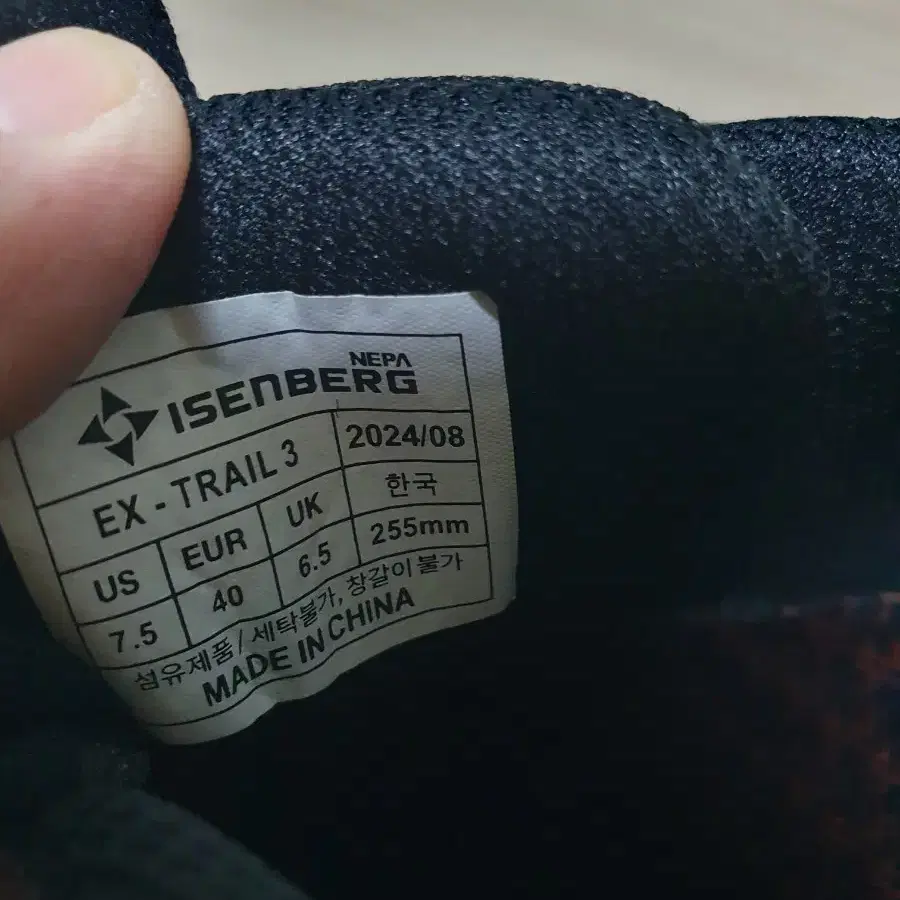 NEPA
ISENBERG
EX - TRAIL 3 2024/08
US EUR UK 한국
7.5 40 6.5 255mm
섬유제품/세탁불가, 창갈이불가
MADE IN CHINA